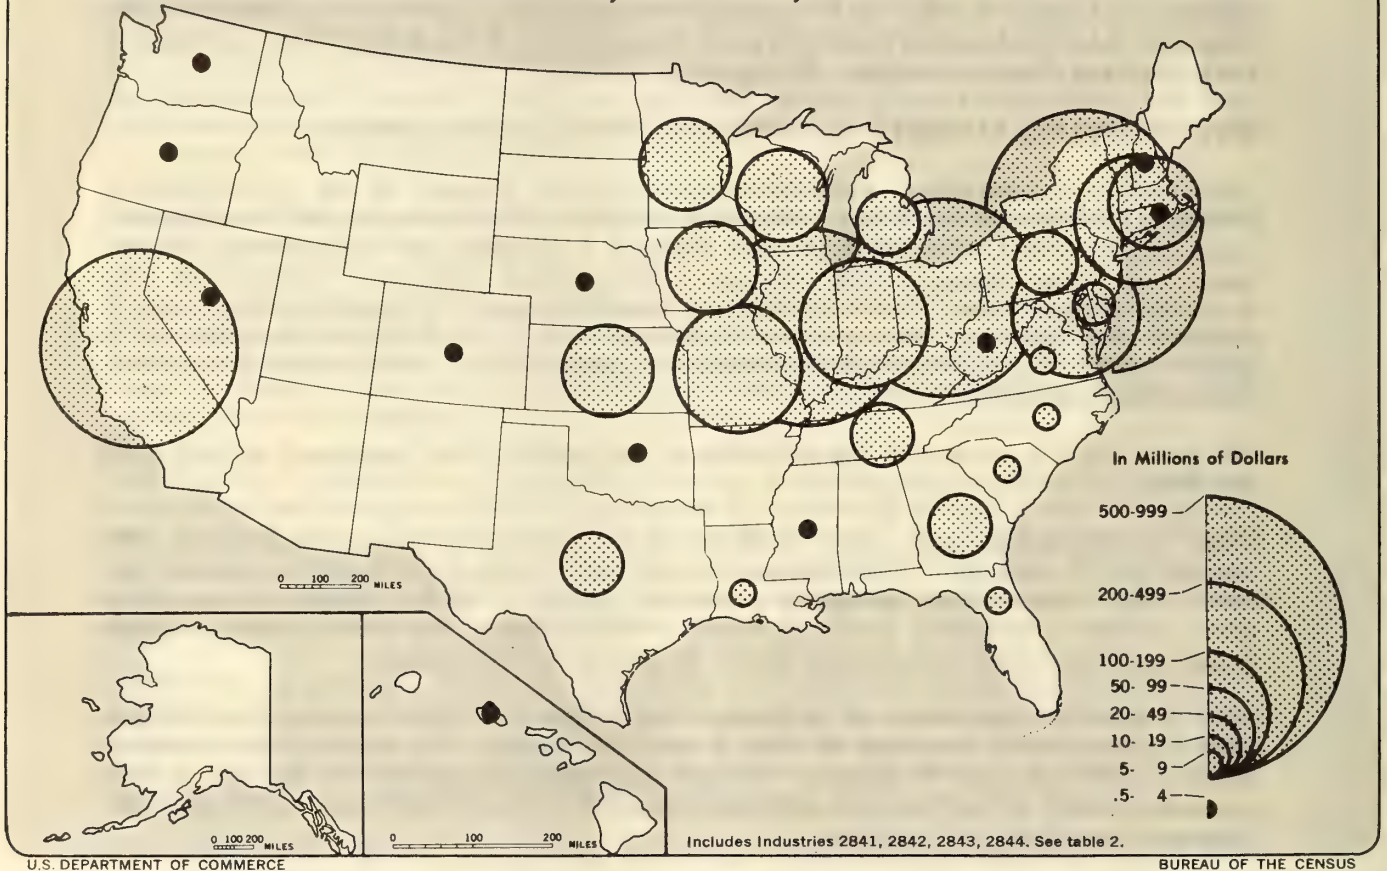 In Millions of Dollars
500-999
200-499
100-199
50- 99
20- 49
10- 19
5- 9
.5- 4
0 100 200 MILES
0 100 200 MILES
0 100 200 MILES
Includes Industries 2841, 2842, 2843, 2844. See table 2.
U.S. DEPARTMENT OF COMMERCE
BUREAU OF THE CENSUS